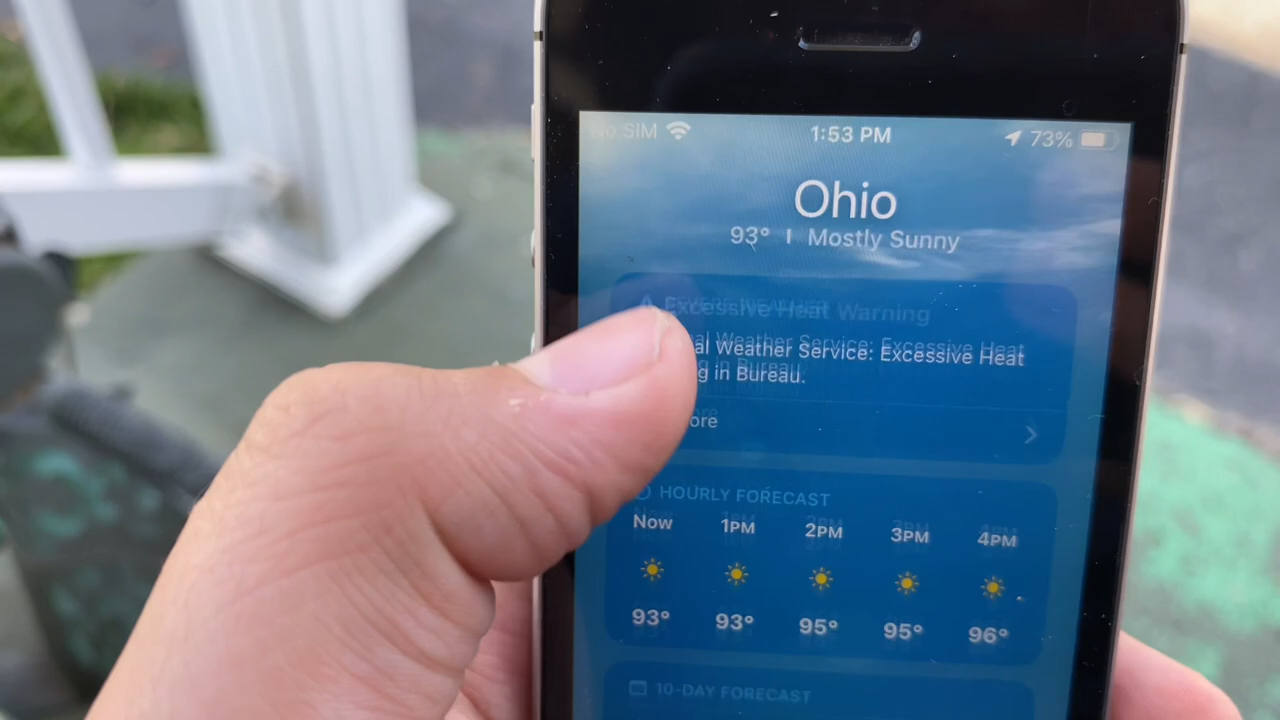 No SIM 1:53 PM 73%
Ohio
93° | Mostly Sunny
Excessive Heat Warning
al Weather Service: Excessive Heat
g in Bureau.
ore
HOURLY FORECAST
Now 1PM 2PM 3PM 4PM
93° 93° 95° 95° 96°
10-DAY FORECAST